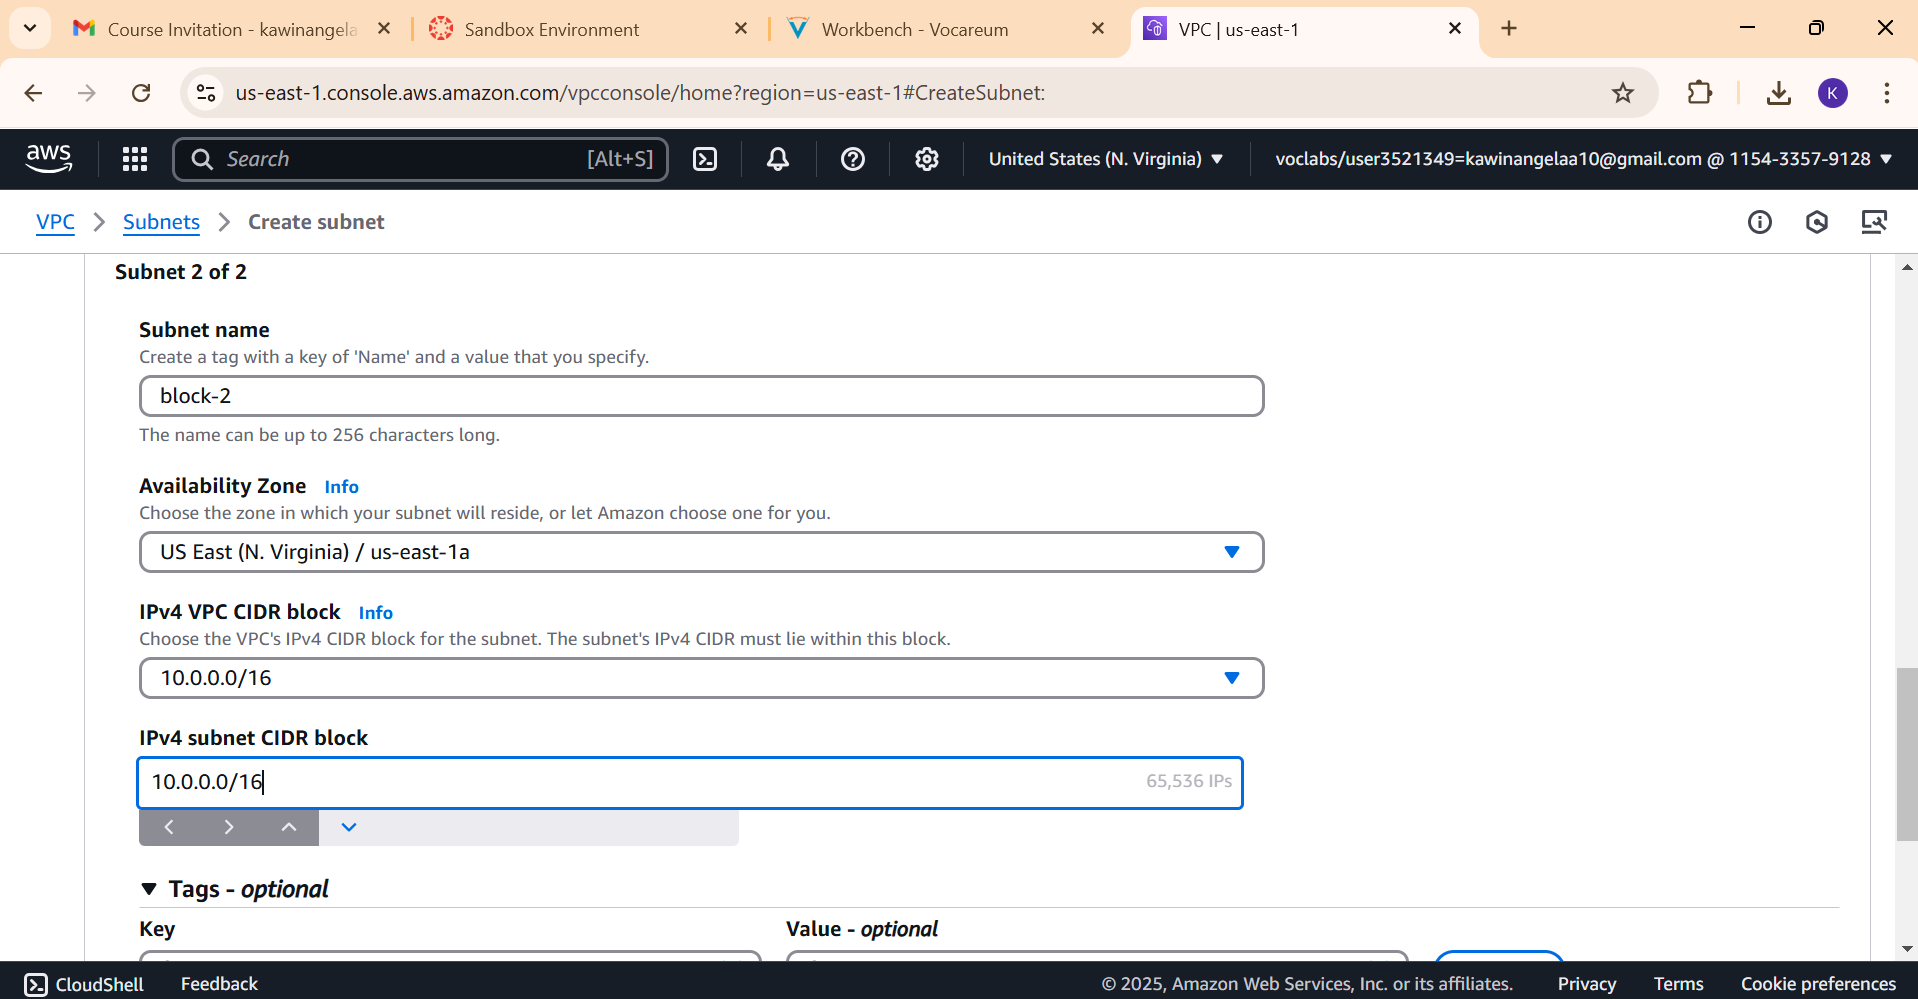 Course Invitation - kawinangela
Sandbox Environment
Workbench - Vocareum
VPC | us-east-1
us-east-1.console.aws.amazon.com/vpcconsole/home?region=us-east-1#CreateSubnet:
K
aws
Search
[Alt+S]
United States (N. Virginia)
voclabs/user3521349=kawinangelaa10@gmail.com @ 1154-3357-9128
VPC
Subnets
Create subnet
Subnet 2 of 2
Subnet name
Create a tag with a key of 'Name' and a value that you specify.
block-2
The name can be up to 256 characters long.
Availability Zone Info
Choose the zone in which your subnet will reside, or let Amazon choose one for you.
US East (N. Virginia) / us-east-1a
IPv4 VPC CIDR block Info
Choose the VPC's IPv4 CIDR block for the subnet. The subnet's IPv4 CIDR must lie within this block.
10.0.0.0/16
IPv4 subnet CIDR block
10.0.0.0/16
65,536 IPs
Tags - optional
Key
Value - optional
CloudShell
Feedback
© 2025, Amazon Web Services, Inc. or its affiliates.
Privacy
Terms
Cookie preferences